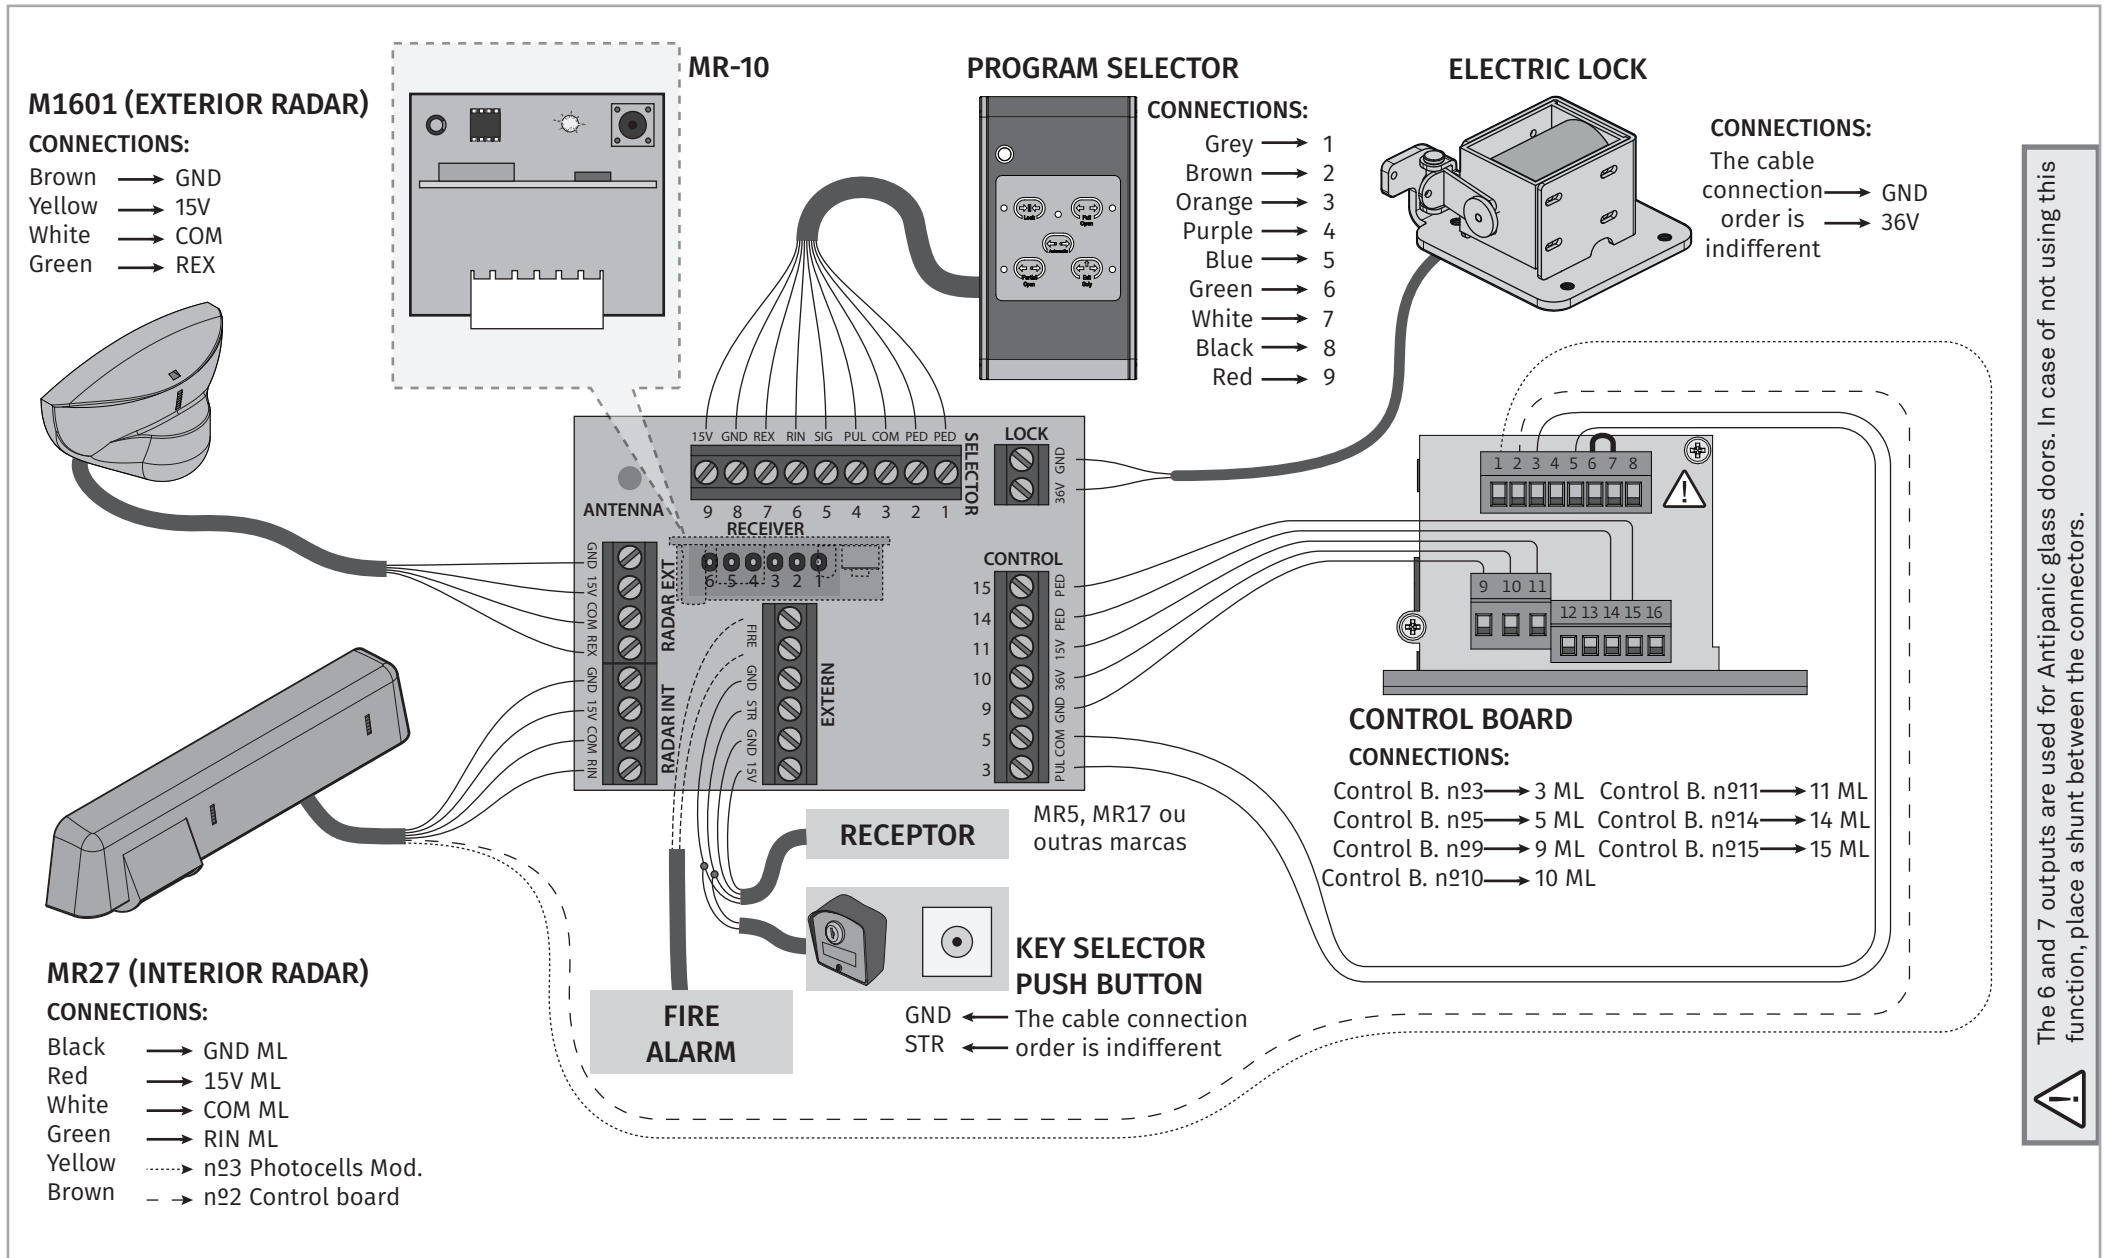 MR-10
M1601 (EXTERIOR RADAR)
CONNECTIONS:
Brown → GND
Yellow → 15V
White → COM
Green → REX
PROGRAM SELECTOR
CONNECTIONS:
Grey → 1
Brown → 2
Orange → 3
Purple → 4
Blue → 5
Green → 6
White → 7
Black → 8
Red → 9
Lock
Full Open
Automatic
Partial Open
Exit Only
ELECTRIC LOCK
CONNECTIONS:
The cable
connection → GND
order is → 36V
indifferent
15V GND REX RIN SIG PUL COM PED PED
SELECTOR
9 8 7 6 5 4 3 2 1
LOCK
GND
36V
ANTENNA
RECEIVER
6 5 4 3 2 1
GND 15V COM REX
RADAR EXT
GND 15V COM RIN
RADAR INT
FIRE GND STR GND 15V
EXTERN
CONTROL
15 PED
14 PED
11 15V
10 36V
9 GND
5 COM
3 PUL
1 2 3 4 5 6 7 8
9 10 11
12 13 14 15 16
CONTROL BOARD
CONNECTIONS:
Control B. nº3 → 3 ML Control B. nº11 → 11 ML
Control B. nº5 → 5 ML Control B. nº14 → 14 ML
Control B. nº9 → 9 ML Control B. nº15 → 15 ML
Control B. nº10 → 10 ML
RECEPTOR
MR5, MR17 ou
outras marcas
KEY SELECTOR
PUSH BUTTON
GND ← The cable connection
STR ← order is indifferent
FIRE
ALARM
MR27 (INTERIOR RADAR)
CONNECTIONS:
Black → GND ML
Red → 15V ML
White → COM ML
Green → RIN ML
Yellow → nº3 Photocells Mod.
Brown → nº2 Control board
The 6 and 7 outputs are used for Antipanic glass doors. In case of not using this
function, place a shunt between the connectors.